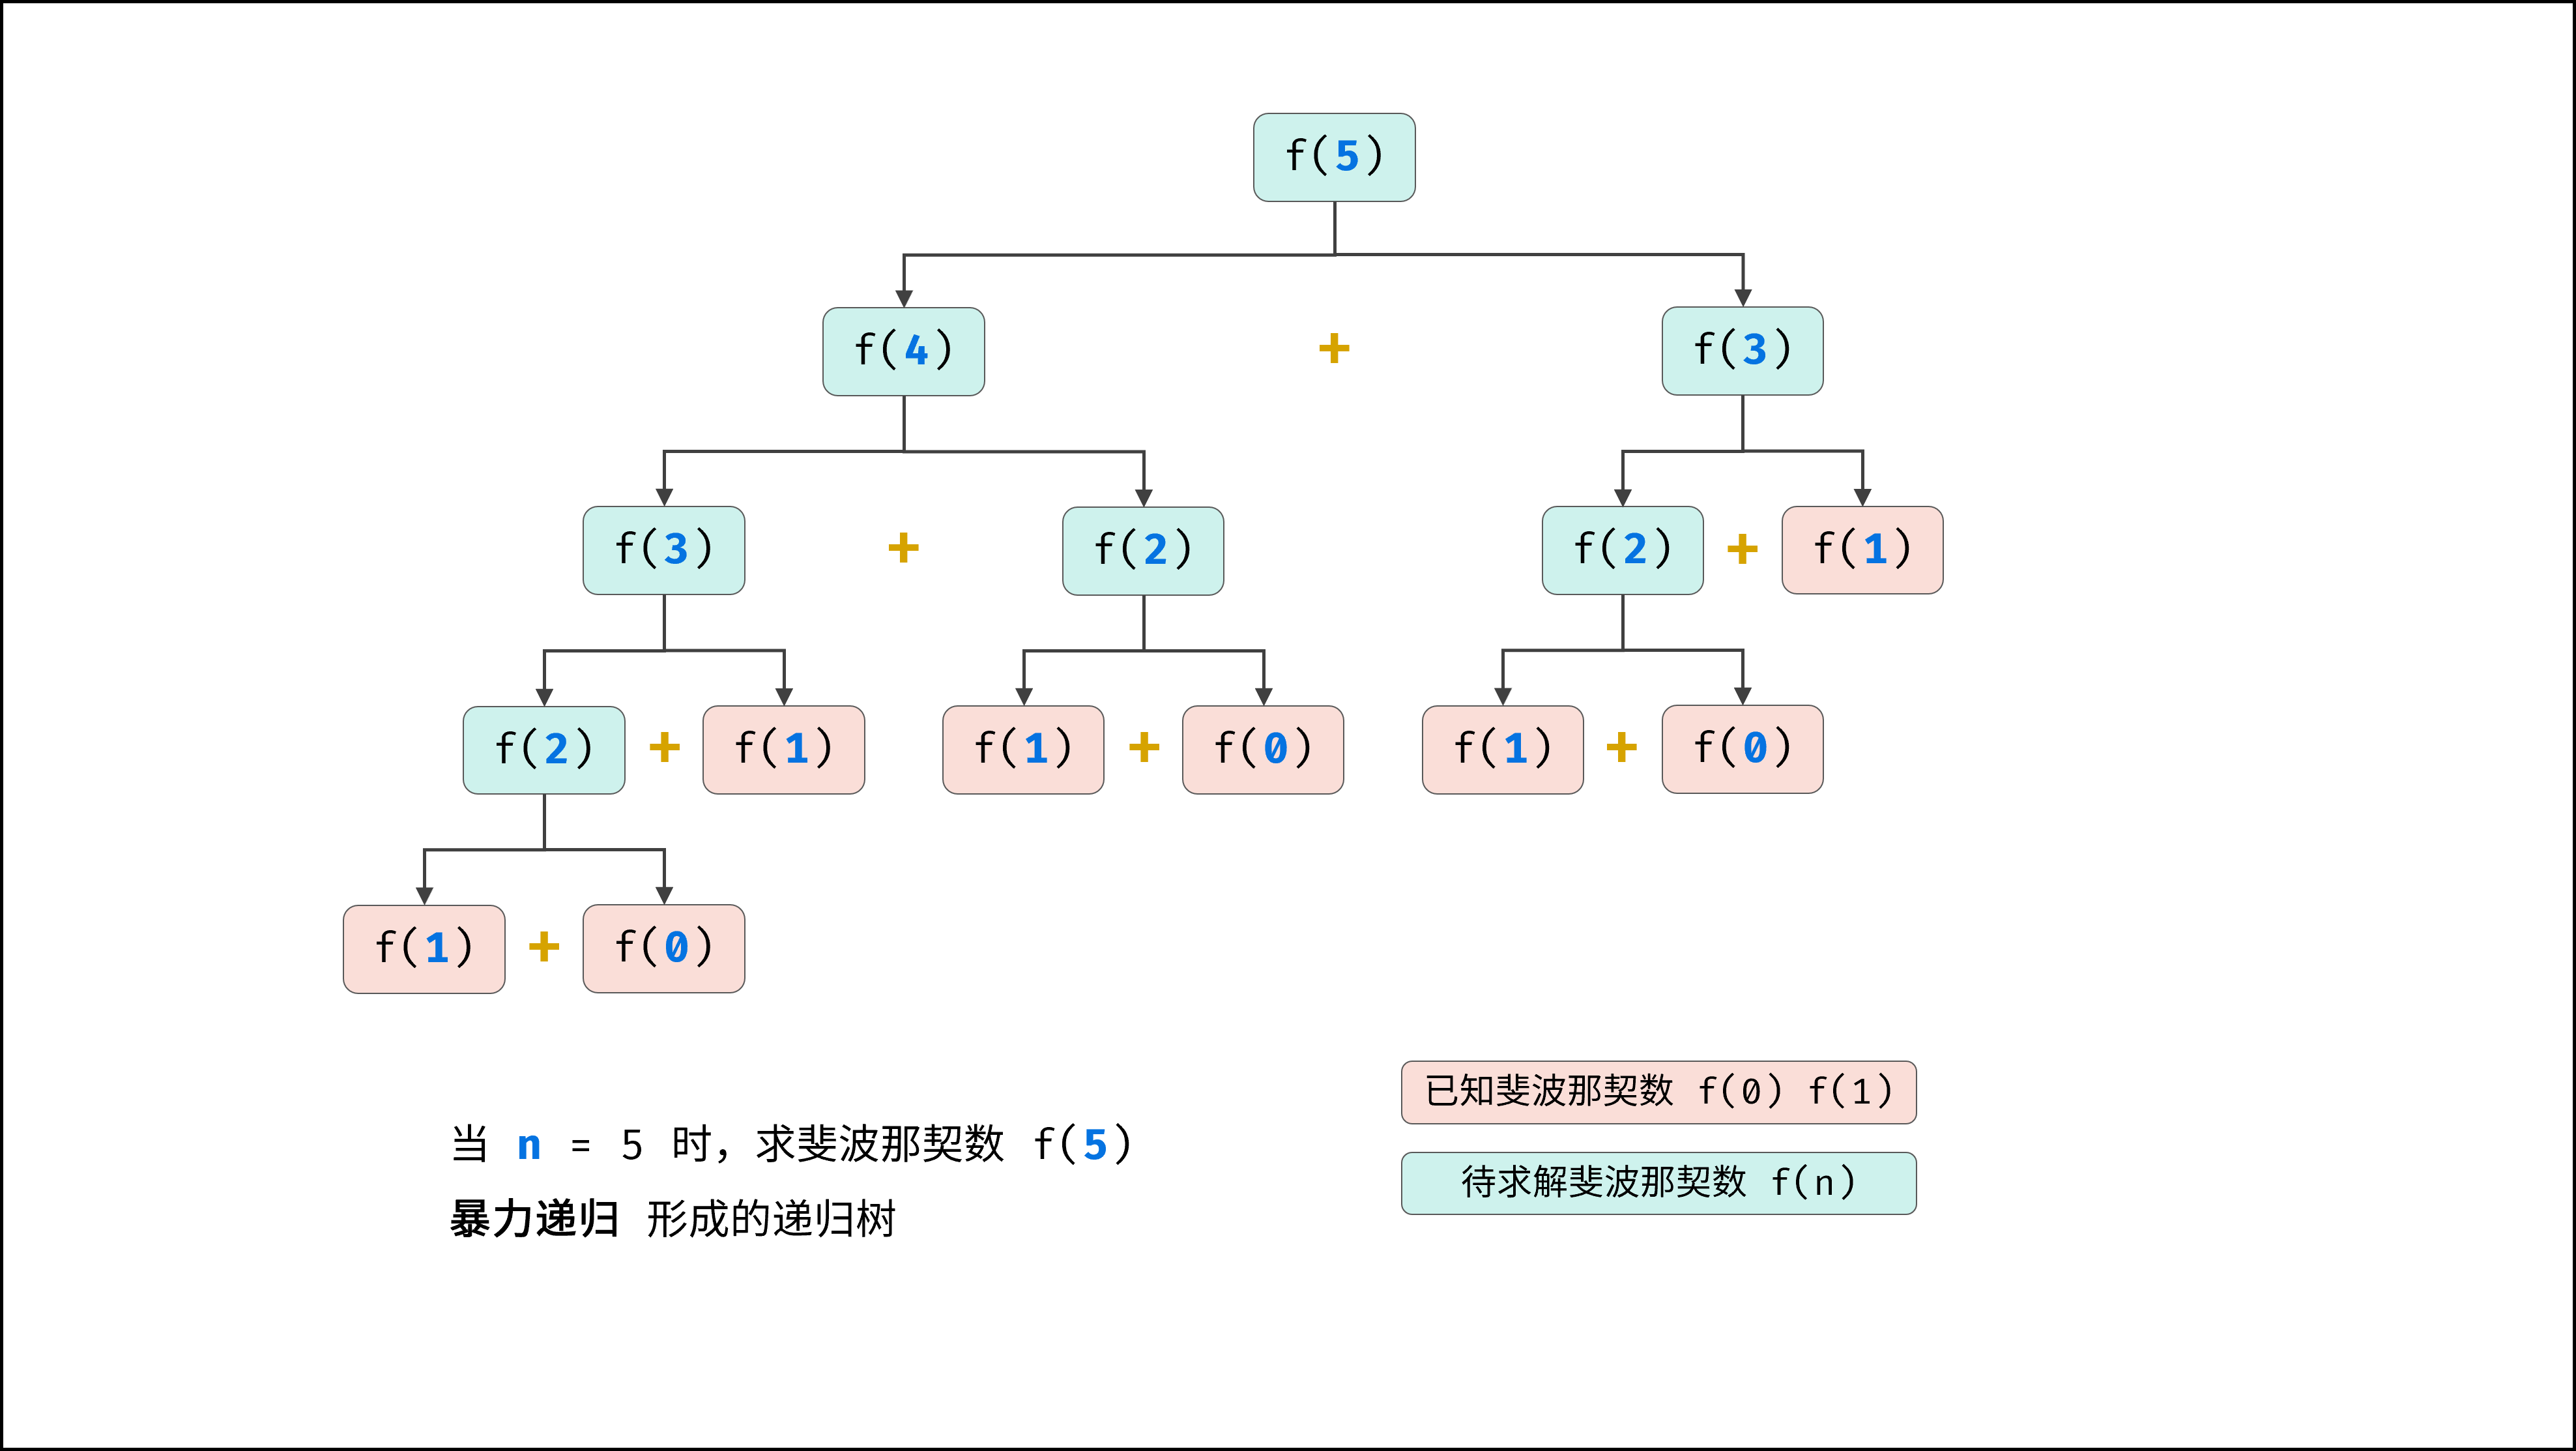 f(5)
f(4) + f(3)
f(3) + f(2) f(2) + f(1)
f(2) + f(1) f(1) + f(0) f(1) + f(0)
f(1) + f(0)
已知斐波那契数 f(0) f(1)
当 n = 5 时，求斐波那契数 f(5)
待求解斐波那契数 f(n)
暴力递归 形成的递归树